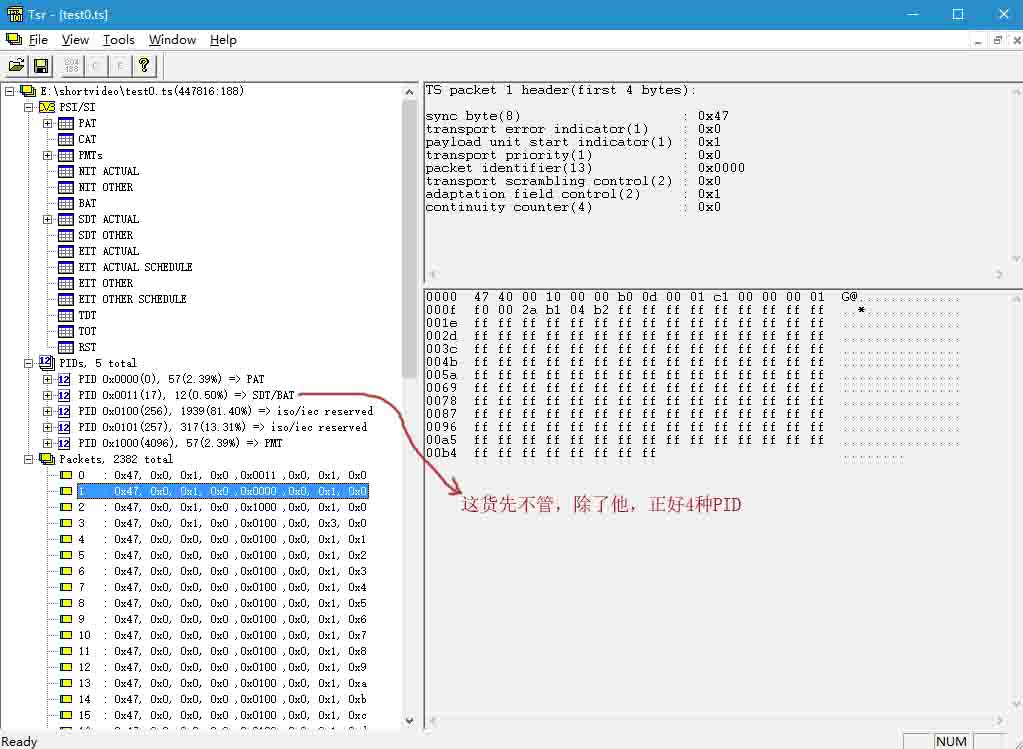 Tsr - [test0.ts]
File View Tools Window Help
204 188 C E ?
E:\shortvideo\test0.ts(447816:188)
PSI/SI
PAT
CAT
PMTs
NIT ACTUAL
NIT OTHER
BAT
SDT ACTUAL
SDT OTHER
EIT ACTUAL
EIT ACTUAL SCHEDULE
EIT OTHER
EIT OTHER SCHEDULE
TDT
TOT
RST
PIDs, 5 total
PID 0x0000(0), 57(2.39%) => PAT
PID 0x0011(17), 12(0.50%) => SDT/BAT
PID 0x0100(256), 1939(81.40%) => iso/iec reserved
PID 0x0101(257), 317(13.31%) => iso/iec reserved
PID 0x1000(4096), 57(2.39%) => PMT
Packets, 2382 total
0 : 0x47, 0x0, 0x1, 0x0 ,0x0011 ,0x0, 0x1, 0x0
1 : 0x47, 0x0, 0x1, 0x0 ,0x0000 ,0x0, 0x1, 0x0
2 : 0x47, 0x0, 0x1, 0x0 ,0x1000 ,0x0, 0x1, 0x0
3 : 0x47, 0x0, 0x1, 0x0 ,0x0100 ,0x0, 0x3, 0x0
4 : 0x47, 0x0, 0x0, 0x0 ,0x0100 ,0x0, 0x1, 0x1
5 : 0x47, 0x0, 0x0, 0x0 ,0x0100 ,0x0, 0x1, 0x2
6 : 0x47, 0x0, 0x0, 0x0 ,0x0100 ,0x0, 0x1, 0x3
7 : 0x47, 0x0, 0x0, 0x0 ,0x0100 ,0x0, 0x1, 0x4
8 : 0x47, 0x0, 0x0, 0x0 ,0x0100 ,0x0, 0x1, 0x5
9 : 0x47, 0x0, 0x0, 0x0 ,0x0100 ,0x0, 0x1, 0x6
10 : 0x47, 0x0, 0x0, 0x0 ,0x0100 ,0x0, 0x1, 0x7
11 : 0x47, 0x0, 0x0, 0x0 ,0x0100 ,0x0, 0x1, 0x8
12 : 0x47, 0x0, 0x0, 0x0 ,0x0100 ,0x0, 0x1, 0x9
13 : 0x47, 0x0, 0x0, 0x0 ,0x0100 ,0x0, 0x1, 0xa
14 : 0x47, 0x0, 0x0, 0x0 ,0x0100 ,0x0, 0x1, 0xb
15 : 0x47, 0x0, 0x0, 0x0 ,0x0100 ,0x0, 0x1, 0xc
TS packet 1 header(first 4 bytes):
sync byte(8) : 0x47
transport error indicator(1) : 0x0
payload unit start indicator(1) : 0x1
transport priority(1) : 0x0
packet identifier(13) : 0x0000
transport scrambling control(2) : 0x0
adaptation field control(2) : 0x1
continuity counter(4) : 0x0
0000 47 40 00 10 00 00 b0 0d 00 01 c1 00 00 00 01 G@.............
000f f0 00 2a b1 04 b2 ff ff ff ff ff ff ff ff ff ..*............
001e ff ff ff ff ff ff ff ff ff ff ff ff ff ff ff ...............
002d ff ff ff ff ff ff ff ff ff ff ff ff ff ff ff ...............
003c ff ff ff ff ff ff ff ff ff ff ff ff ff ff ff ...............
004b ff ff ff ff ff ff ff ff ff ff ff ff ff ff ff ...............
005a ff ff ff ff ff ff ff ff ff ff ff ff ff ff ff ...............
0069 ff ff ff ff ff ff ff ff ff ff ff ff ff ff ff ...............
0078 ff ff ff ff ff ff ff ff ff ff ff ff ff ff ff ...............
0087 ff ff ff ff ff ff ff ff ff ff ff ff ff ff ff ...............
0096 ff ff ff ff ff ff ff ff ff ff ff ff ff ff ff ...............
00a5 ff ff ff ff ff ff ff ff ff ff ff ff ff ff ff ...............
00b4 ff ff ff ff ff ff ff ff ........
这货先不管，除了他，正好4种PID
Ready
NUM